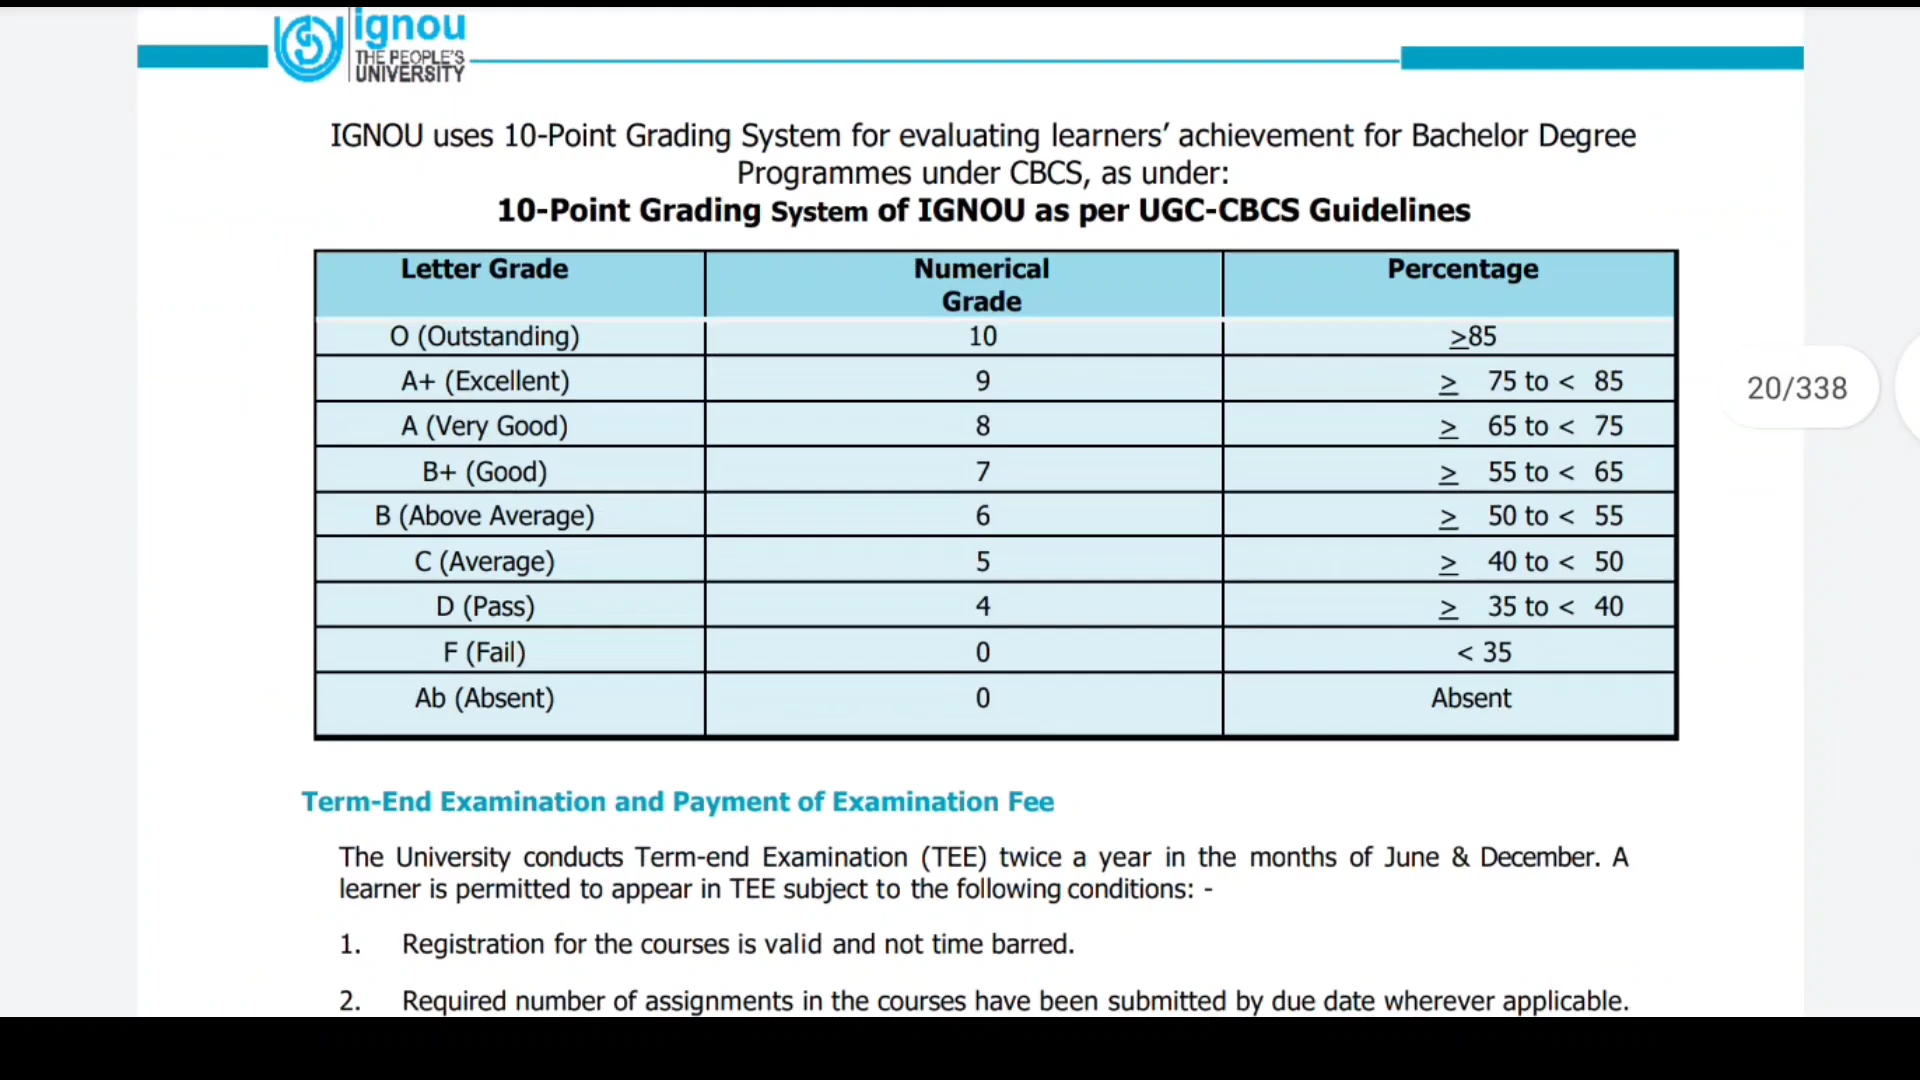 ignou
THE PEOPLE'S
UNIVERSITY
IGNOU uses 10-Point Grading System for evaluating learners’ achievement for Bachelor Degree
Programmes under CBCS, as under:
10-Point Grading System of IGNOU as per UGC-CBCS Guidelines
Letter Grade Numerical Grade Percentage
O (Outstanding) 10 ≥85
A+ (Excellent) 9 ≥ 75 to < 85
A (Very Good) 8 ≥ 65 to < 75
B+ (Good) 7 ≥ 55 to < 65
B (Above Average) 6 ≥ 50 to < 55
C (Average) 5 ≥ 40 to < 50
D (Pass) 4 ≥ 35 to < 40
F (Fail) 0 < 35
Ab (Absent) 0 Absent
20/338
Term-End Examination and Payment of Examination Fee
The University conducts Term-end Examination (TEE) twice a year in the months of June & December. A
learner is permitted to appear in TEE subject to the following conditions: -
1. Registration for the courses is valid and not time barred.
2. Required number of assignments in the courses have been submitted by due date wherever applicable.